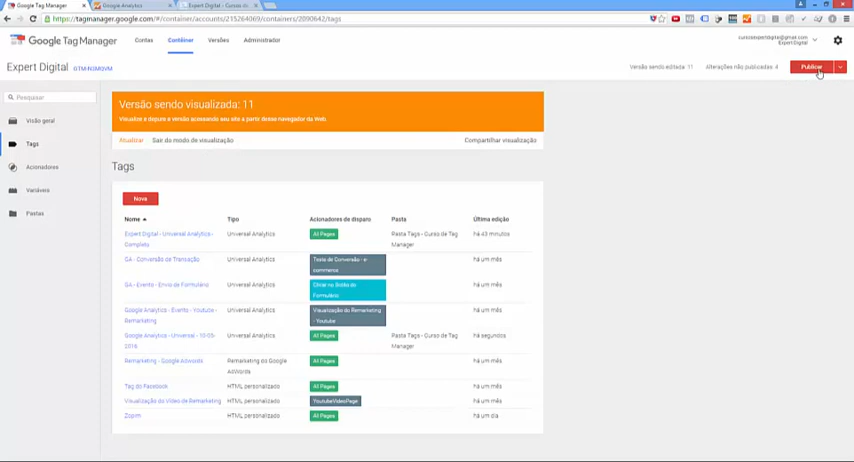 Google Tag Manager
Google Analytics
Expert Digital - Cursos do
https://tagmanager.google.com/#/container/accounts/215264069/containers/2090642/tags
Google Tag Manager
Contas
Contêiner
Versões
Administrador
Expert Digital
Expert Digital
GTM-N3MGVM
Versão sendo editada: 11
Alterações não publicadas: 4
Publicar
Pesquisar
Visão geral
Tags
Acionadores
Variáveis
Pastas
Versão sendo visualizada: 11
Visualize e depure a versão acessando seu site a partir desse navegador da Web.
Atualizar
Sair do modo de visualização
Compartilhar visualização
Tags
Nova
Nome
Tipo
Acionadores de disparo
Pasta
Última edição
Expert Digital - Universal Analytics -
Completo
Universal Analytics
All Pages
Pasta Tags - Curso de Tag
Manager
há 43 minutos
GA - Conversão de Transação
Universal Analytics
Teste de Conversão - e-
commerce
há um mês
GA - Evento - Envio de Formulário
Universal Analytics
Clicar no Botão do
Formulário
há um mês
Google Analytics - Evento - Youtube -
Remarketing
Universal Analytics
Visualização do Remarketing
- Youtube
há um mês
Google Analytics - Universal - 10-05-
2016
Universal Analytics
All Pages
Pasta Tags - Curso de Tag
Manager
há segundos
Remarketing - Google Adwords
Remarketing do Google
AdWords
All Pages
há um mês
Tag do Facebook
HTML personalizado
All Pages
há um mês
Visualização do Vídeo de Remarketing
HTML personalizado
YoutubeVideoPage
há um mês
Zopim
HTML personalizado
All Pages
há um dia